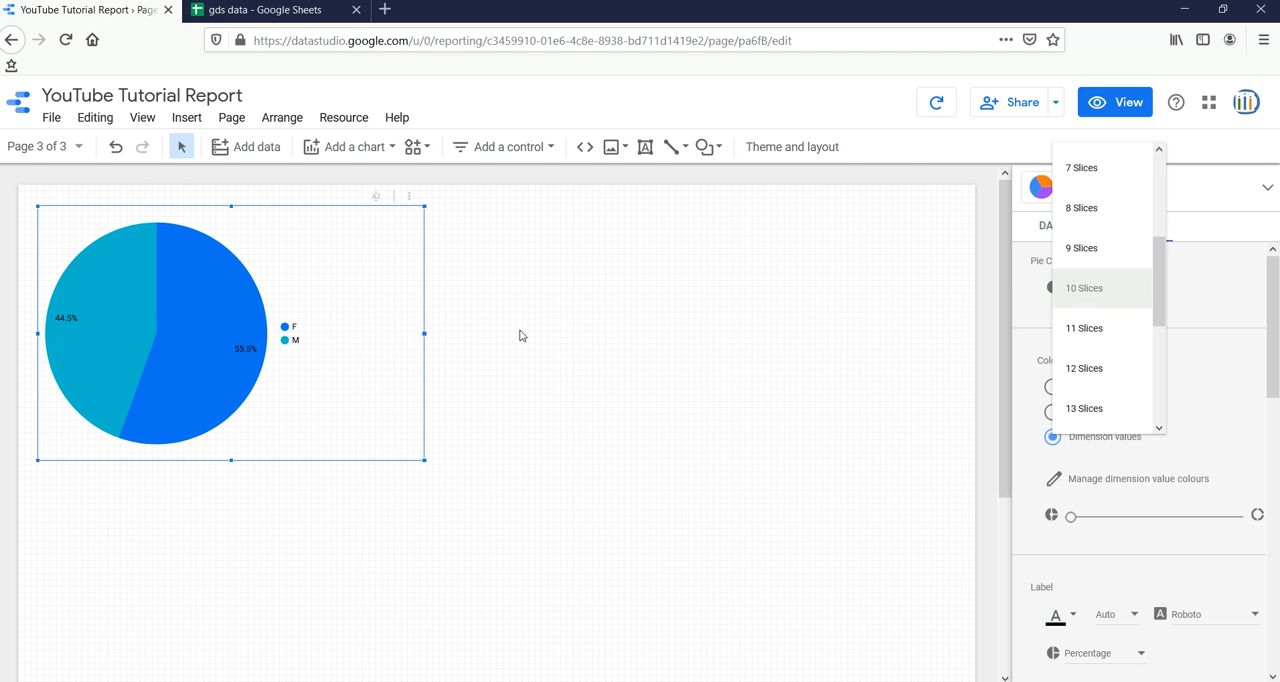 YouTube Tutorial Report › Page
gds data - Google Sheets
https://datastudio.google.com/u/0/reporting/c3459910-01e6-4c8e-8938-bd711d1419e2/page/pa6fB/edit
YouTube Tutorial Report
File Editing View Insert Page Arrange Resource Help
Share
View
Page 3 of 3
Add data
Add a chart
Add a control
Theme and layout
44.5%
55.5%
F
M
DA
Pie C
Colo
7 Slices
8 Slices
9 Slices
10 Slices
11 Slices
12 Slices
13 Slices
Dimension values
Manage dimension value colours
Label
A Auto A Roboto
Percentage